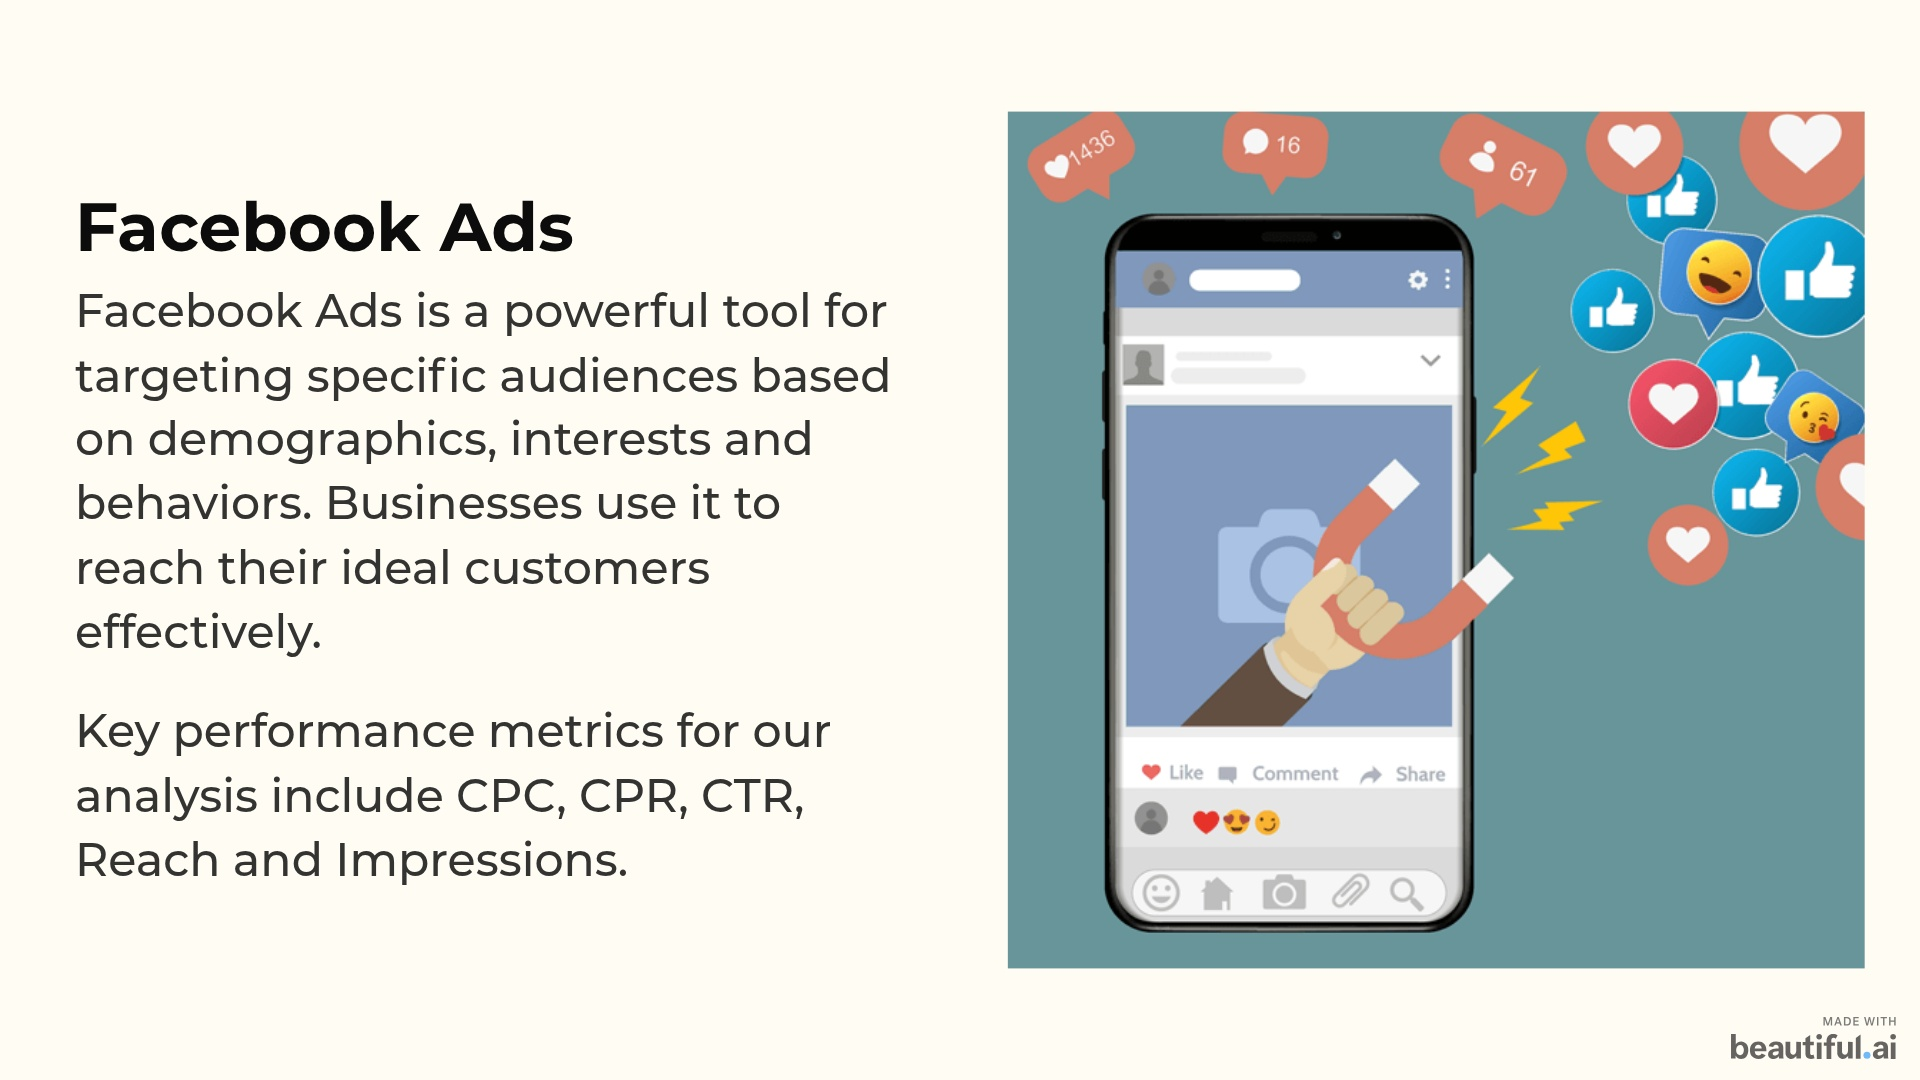 Facebook Ads
Facebook Ads is a powerful tool for
targeting specific audiences based
on demographics, interests and
behaviors. Businesses use it to
reach their ideal customers
effectively.
Key performance metrics for our
analysis include CPC, CPR, CTR,
Reach and Impressions.
1436
16
61
Like Comment Share
MADE WITH
beautiful.ai